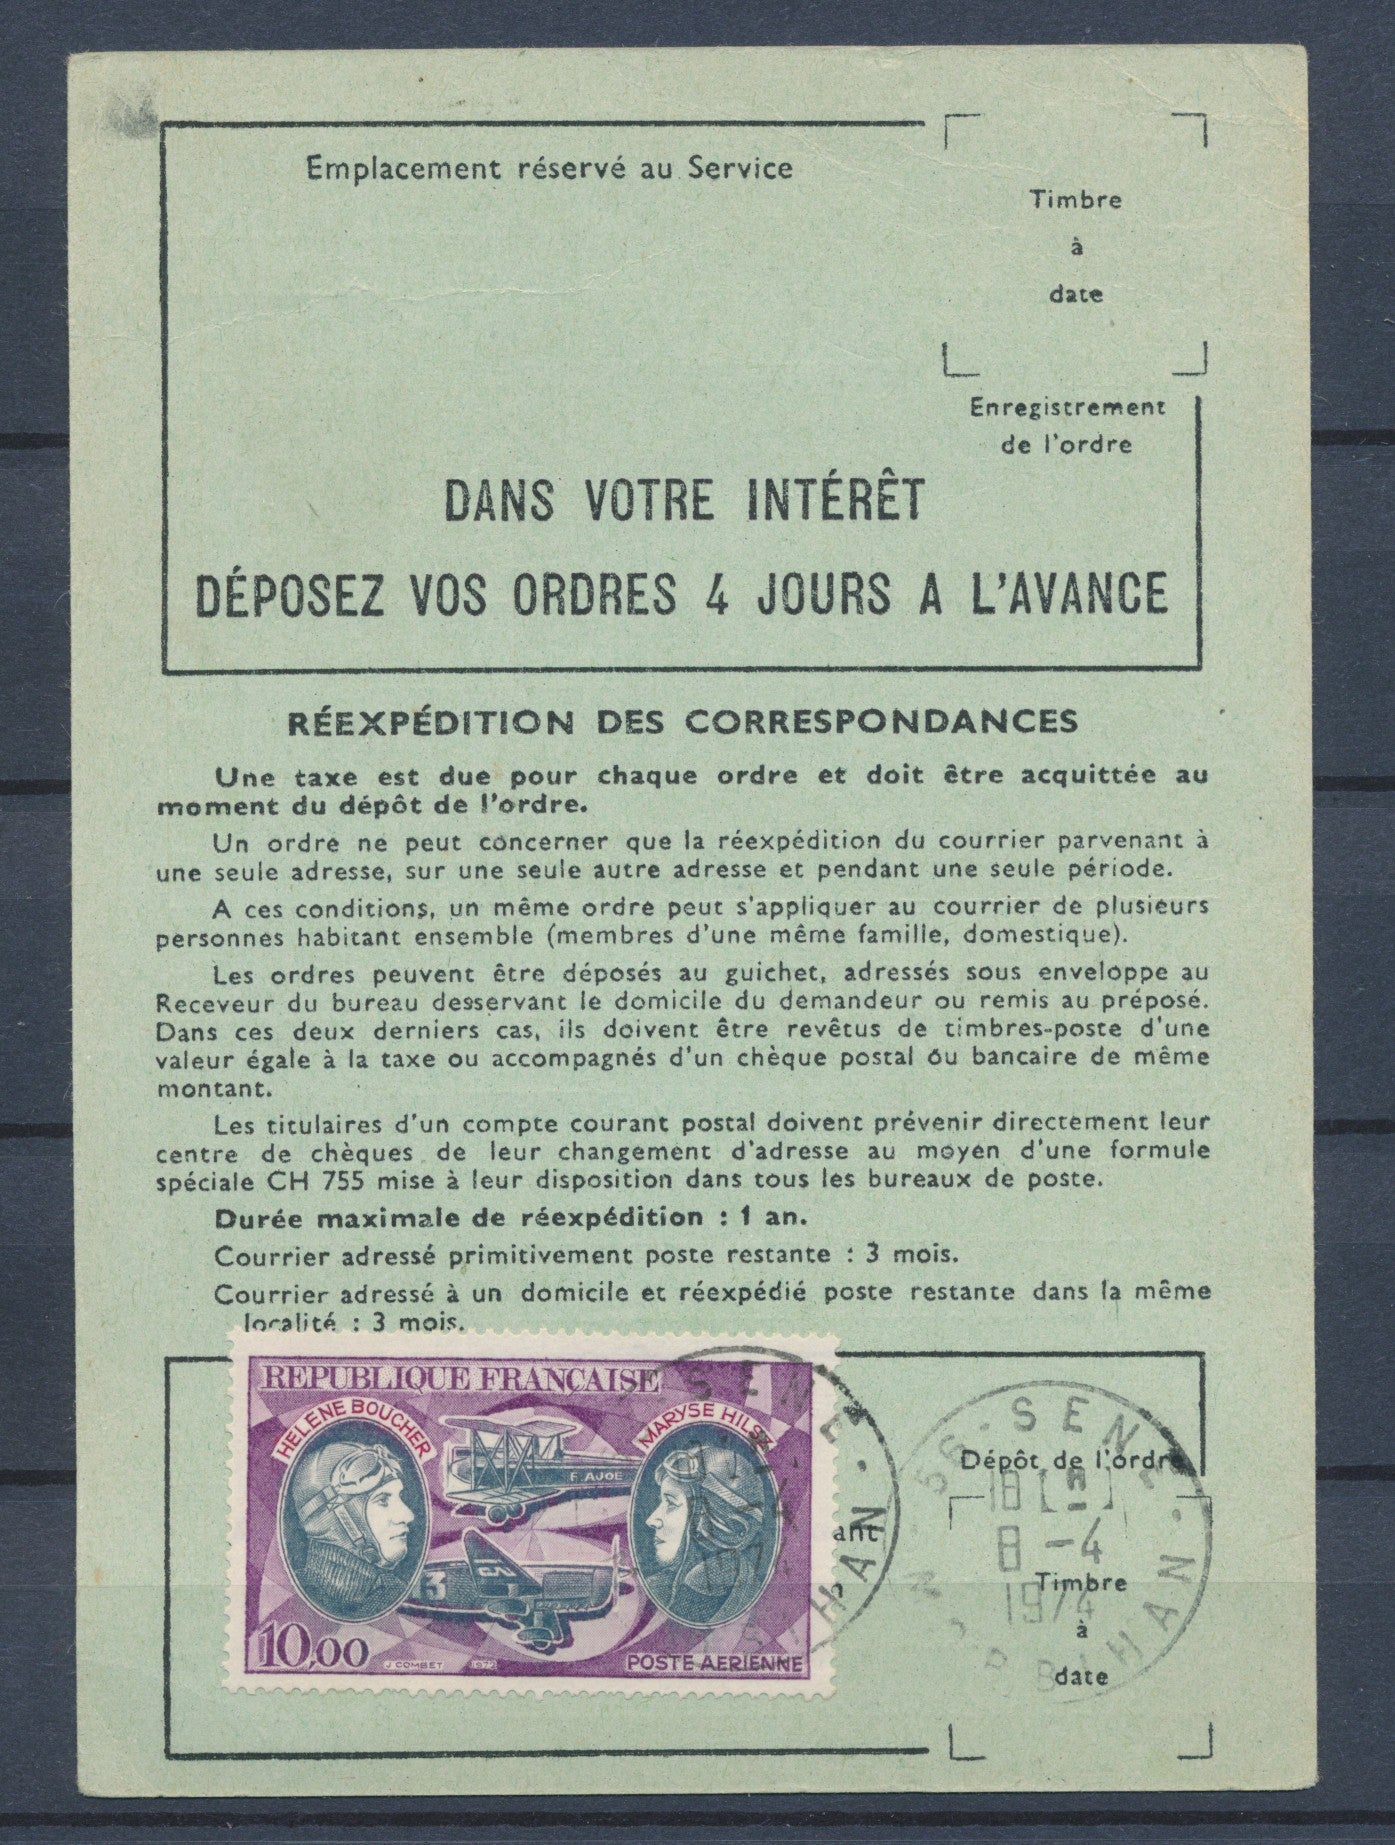 Emplacement réservé au Service
Timbre
à
date
Enregistrement
de l'ordre
DANS VOTRE INTÉRÊT
DÉPOSEZ VOS ORDRES 4 JOURS A L'AVANCE
RÉEXPÉDITION DES CORRESPONDANCES
Une taxe est due pour chaque ordre et doit être acquittée au
moment du dépôt de l'ordre.
Un ordre ne peut concerner que la réexpédition du courrier parvenant à
une seule adresse, sur une seule autre adresse et pendant une seule période.
A ces conditions, un même ordre peut s'appliquer au courrier de plusieurs
personnes habitant ensemble (membres d'une même famille, domestique).
Les ordres peuvent être déposés au guichet, adressés sous enveloppe au
Receveur du bureau desservant le domicile du demandeur ou remis au préposé.
Dans ces deux derniers cas, ils doivent être revêtus de timbres-poste d'une
valeur égale à la taxe ou accompagnés d'un chèque postal ou bancaire de même
montant.
Les titulaires d'un compte courant postal doivent prévenir directement leur
centre de chèques de leur changement d'adresse au moyen d'une formule
spéciale CH 755 mise à leur disposition dans tous les bureaux de poste.
Durée maximale de réexpédition : 1 an.
Courrier adressé primitivement poste restante : 3 mois.
Courrier adressé à un domicile et réexpédié poste restante dans la même
localité : 3 mois.
REPUBLIQUE FRANÇAISE
HELENE BOUCHER
MARYSE HILSZ
F. AJOE
3
13
10,00
POSTE AERIENNE
J. COMBET 1972
ant
Dépôt de l'ordre
8 -4
1974
Timbre
à
date